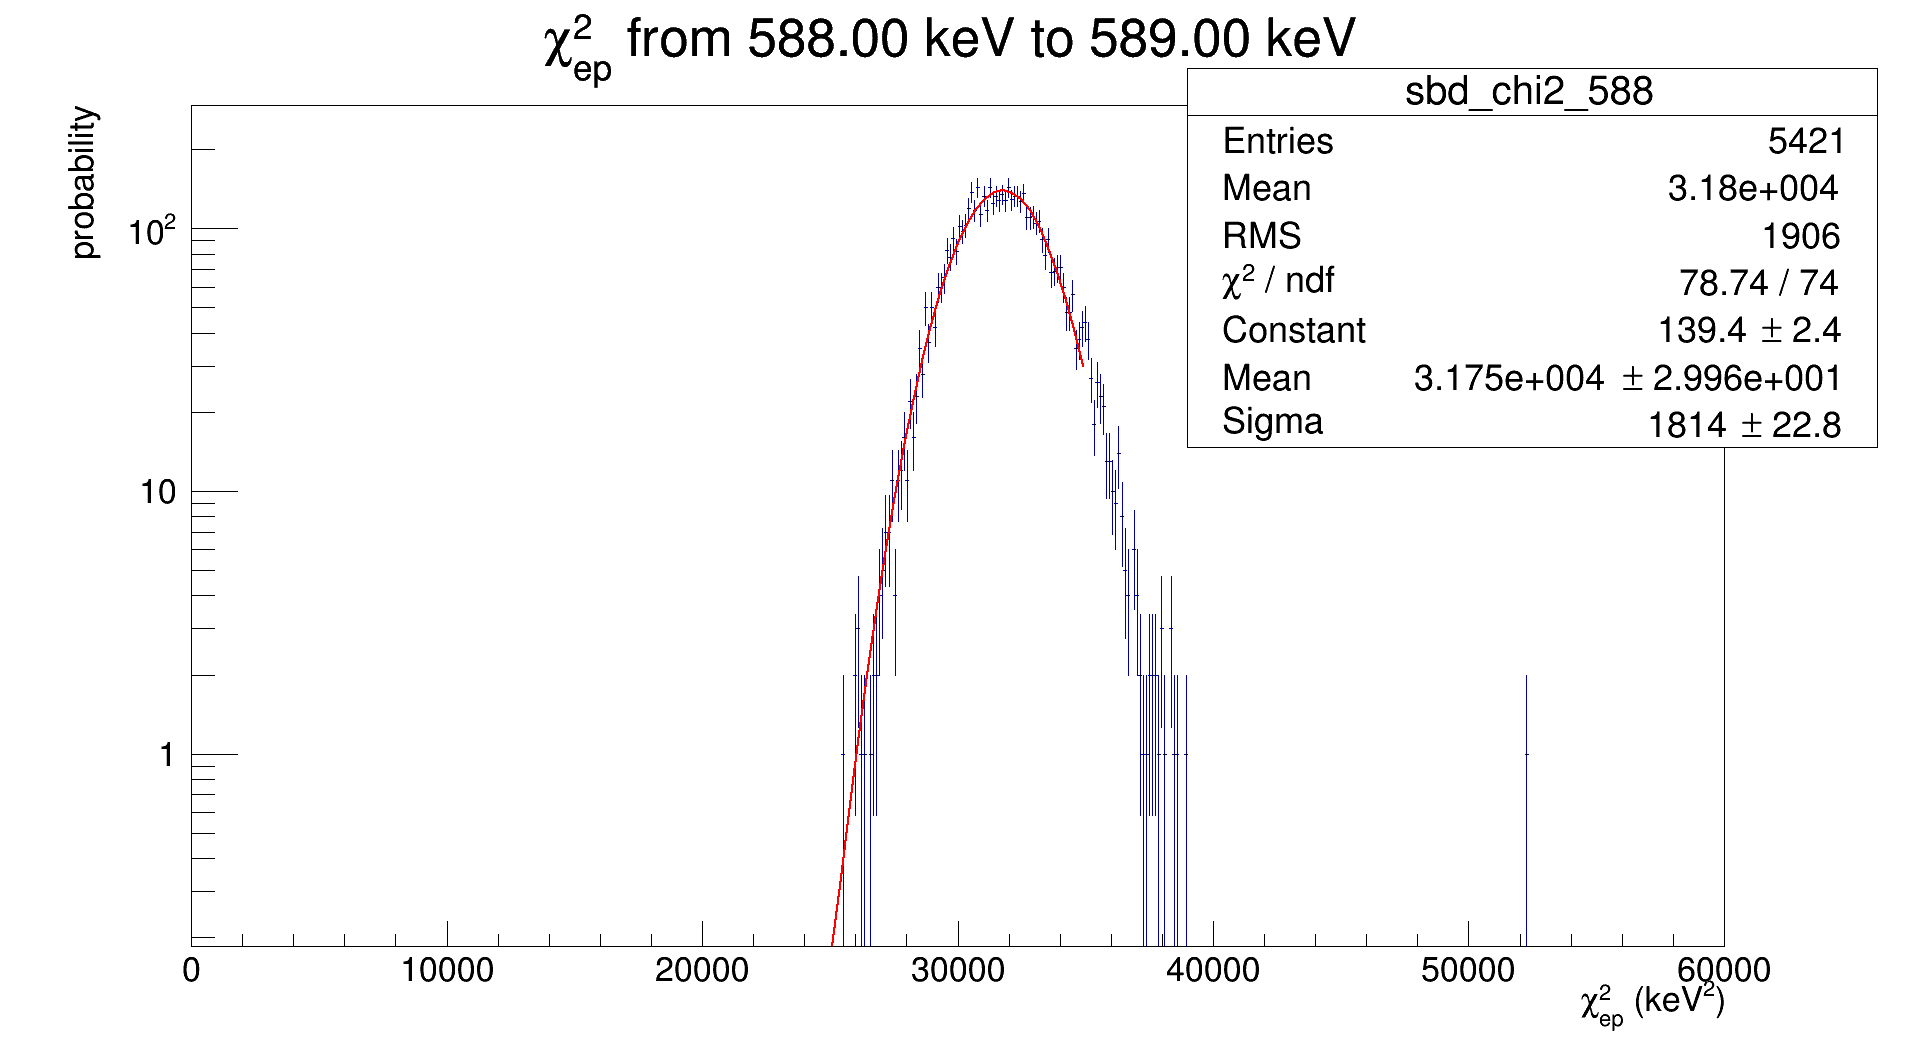 χ²ep from 588.00 keV to 589.00 keV
sbd_chi2_588
Entries 5421
Mean 3.18e+004
RMS 1906
χ² / ndf 78.74 / 74
Constant 139.4 ± 2.4
Mean 3.175e+004 ± 2.996e+001
Sigma 1814 ± 22.8
probability
10²
10
1
0 10000 20000 30000 40000 50000 60000
χ²ep (keV²)